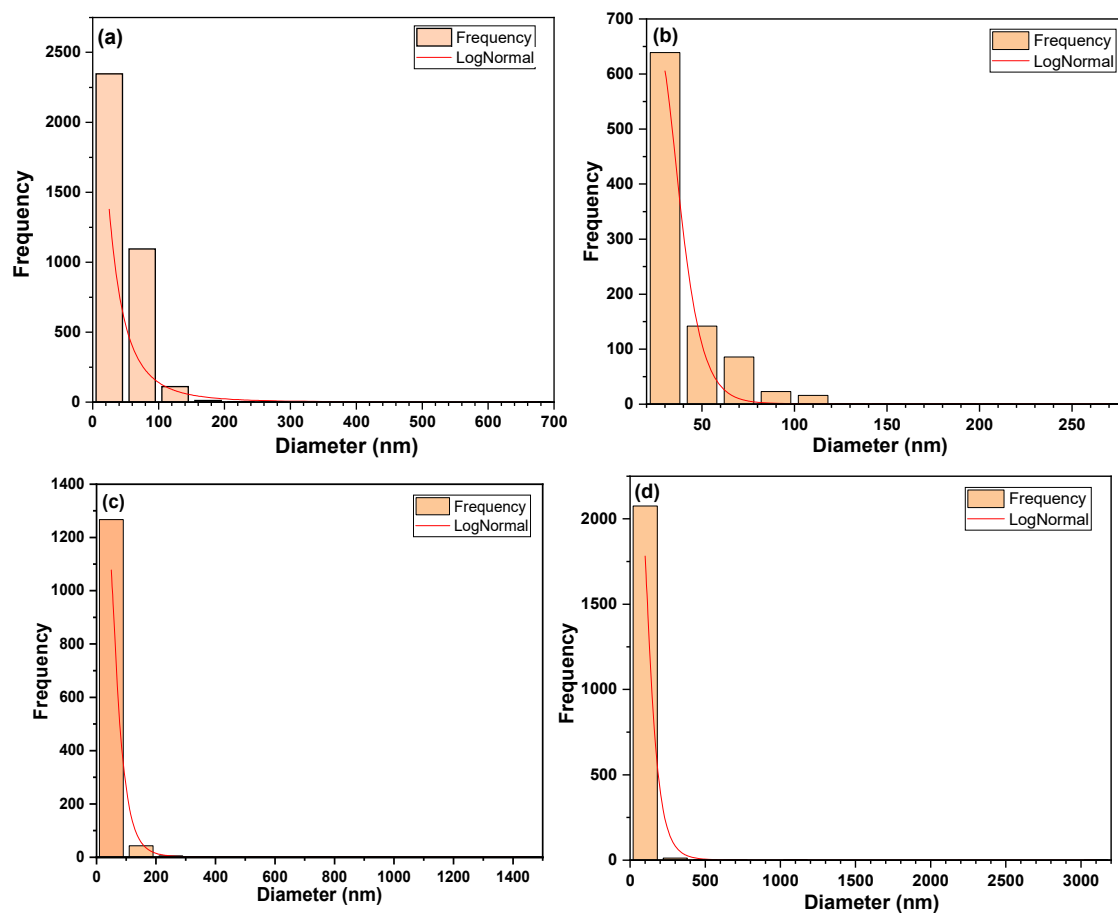 (a)
Frequency
LogNormal
2500
2000
1500
1000
500
0
Frequency
0 100 200 300 400 500 600 700
Diameter (nm)
(b)
Frequency
LogNormal
700
600
500
400
300
200
100
0
Frequency
50 100 150 200 250
Diameter (nm)
(c)
Frequency
LogNormal
1400
1200
1000
800
600
400
200
0
Frequency
0 200 400 600 800 1000 1200 1400
Diameter (nm)
(d)
Frequency
LogNormal
2000
1500
1000
500
0
Frequency
0 500 1000 1500 2000 2500 3000
Diameter (nm)